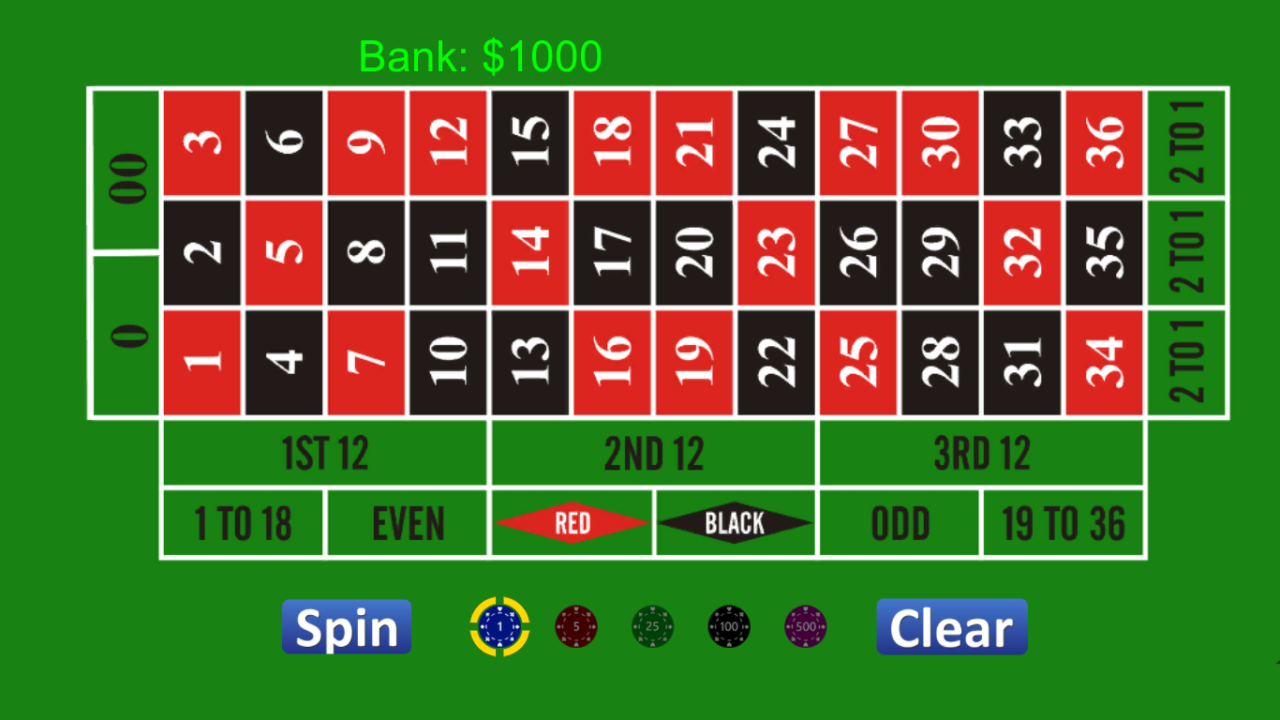 Bank: $1000
00 3 6 9 12 15 18 21 24 27 30 33 36 2 TO 1
2 5 8 11 14 17 20 23 26 29 32 35 2 TO 1
0 1 4 7 10 13 16 19 22 25 28 31 34 2 TO 1
1ST 12 2ND 12 3RD 12
1 TO 18 EVEN RED BLACK ODD 19 TO 36
Spin 1 5 25 100 500 Clear